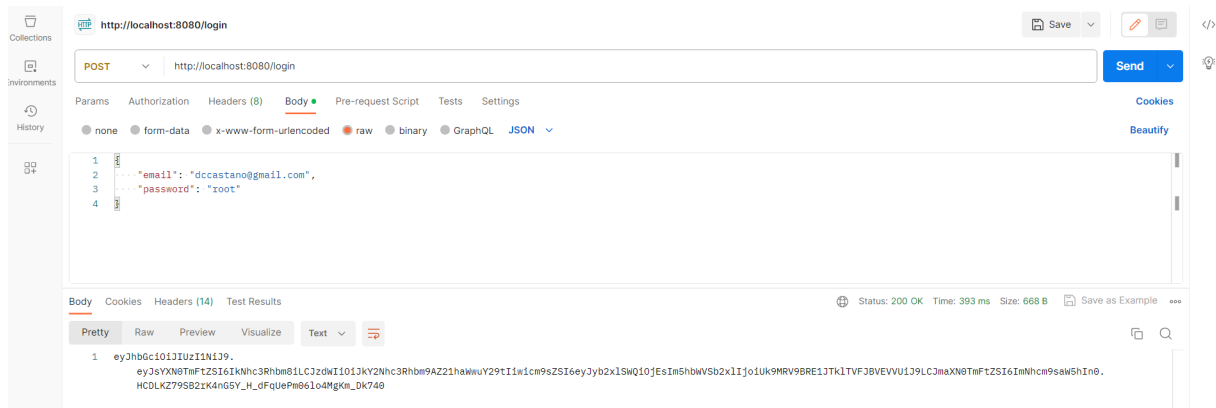 Collections
Environments
History
HTTP http://localhost:8080/login
Save
POST http://localhost:8080/login Send
Params Authorization Headers (8) Body Pre-request Script Tests Settings Cookies
none form-data x-www-form-urlencoded raw binary GraphQL JSON Beautify
1 {
2 "email": "dccastano@gmail.com",
3 "password": "root"
4 }
Body Cookies Headers (14) Test Results Status: 200 OK Time: 393 ms Size: 668 B Save as Example
Pretty Raw Preview Visualize Text
1 eyJhbGciOiJIUzI1NiJ9.
eyJsYXN0TmFtZSI6IkNhc3Rhbm8iLCJzdWIiOiJkY2Nhc3Rhbm9AZ21haWwuY29tIiwicm9sZSI6eyJyb2xlSWQiOjEsIm5hbWVSb2xlIjoiUk9MRV9BRE1JTklTVFJBVEVVUiJ9LCJmaXN0TmFtZSI6ImNhcm9saW5hIn0.
HCDLKZ79SB2rK4nG5Y_H_dFqUePm06lo4MgKm_Dk740